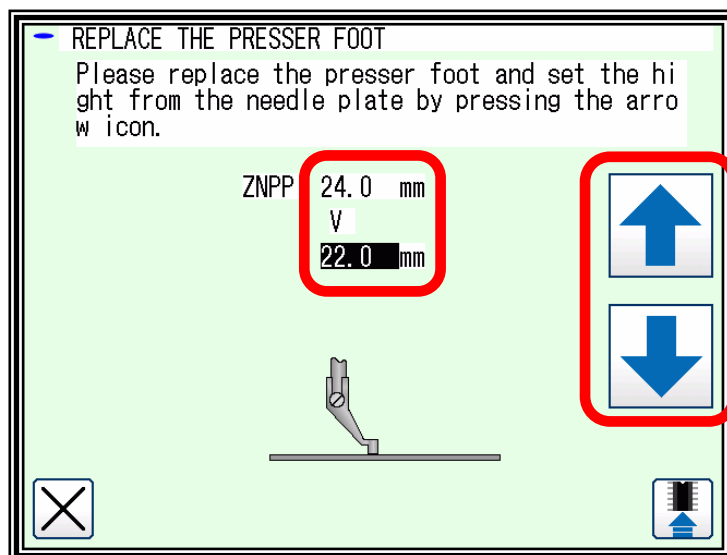 REPLACE THE PRESSER FOOT
Please replace the presser foot and set the hi
ght from the needle plate by pressing the arro
w icon.
ZNPP 24.0 mm
V
22.0 mm